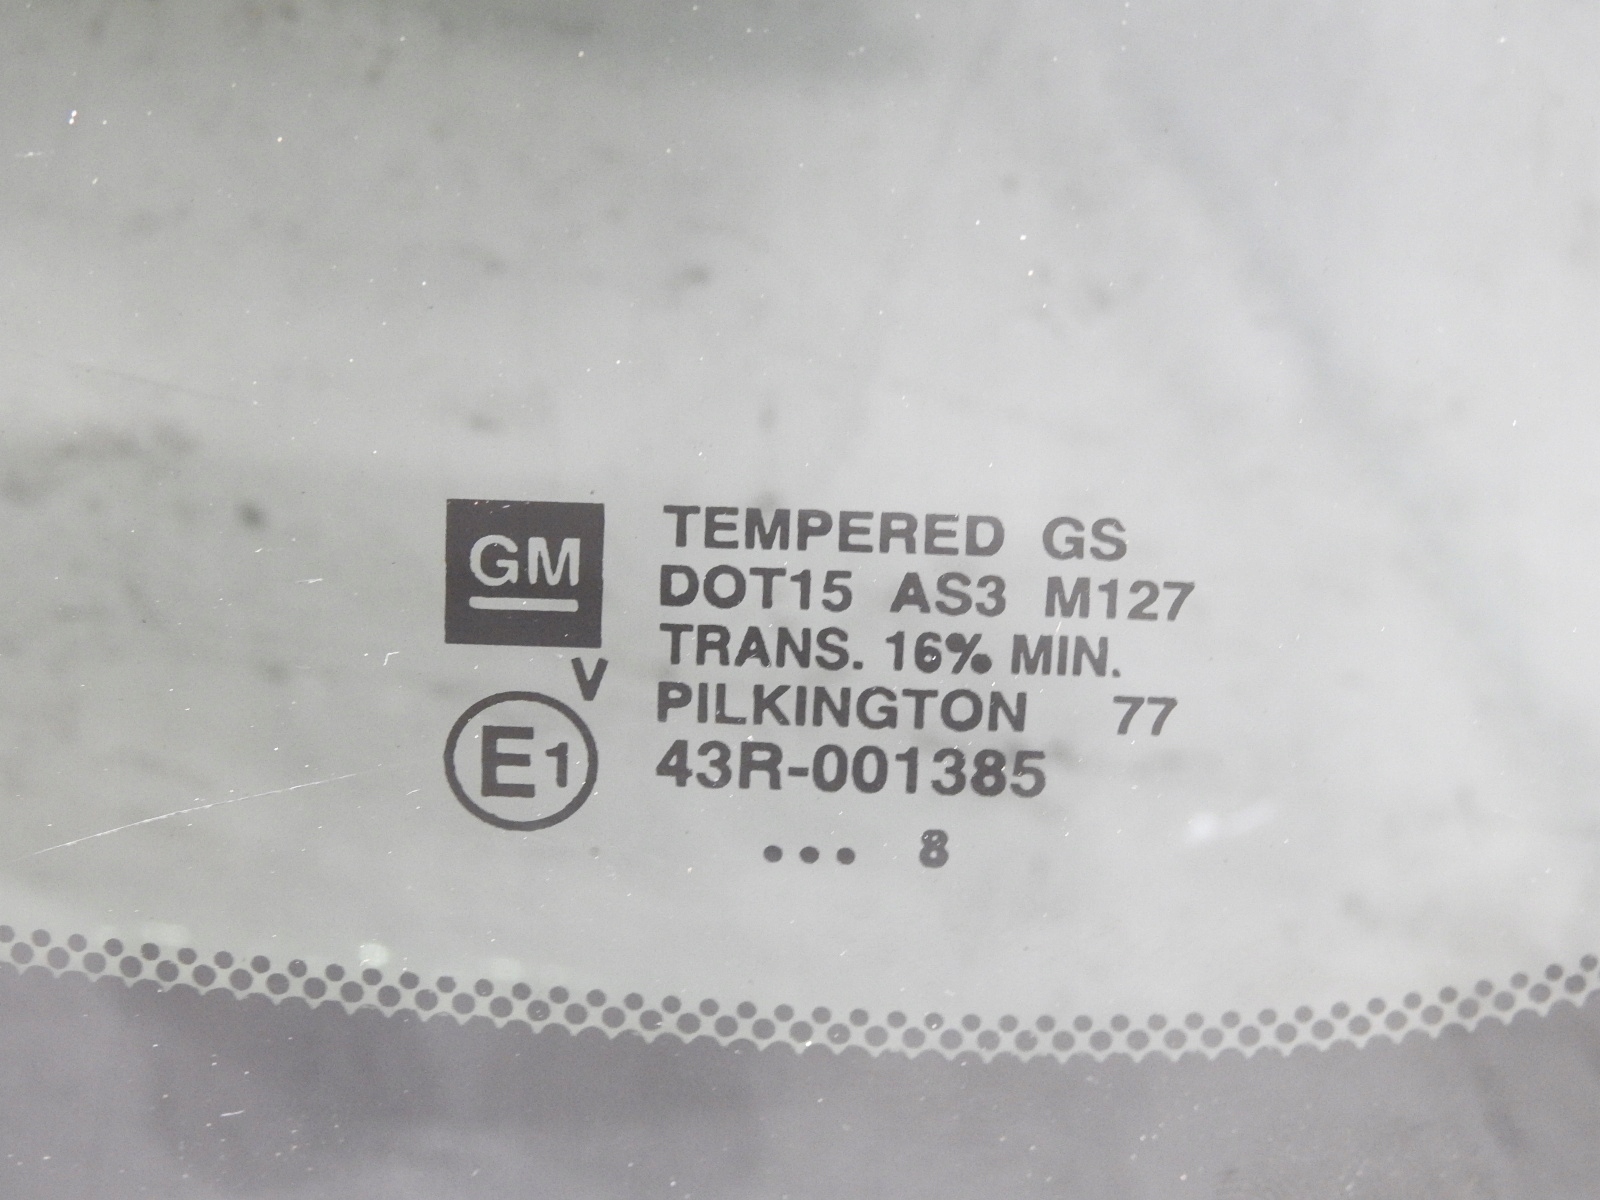 GM
TEMPERED GS
DOT15 AS3 M127
TRANS. 16% MIN.
V
PILKINGTON 77
E1
43R-001385
... 8